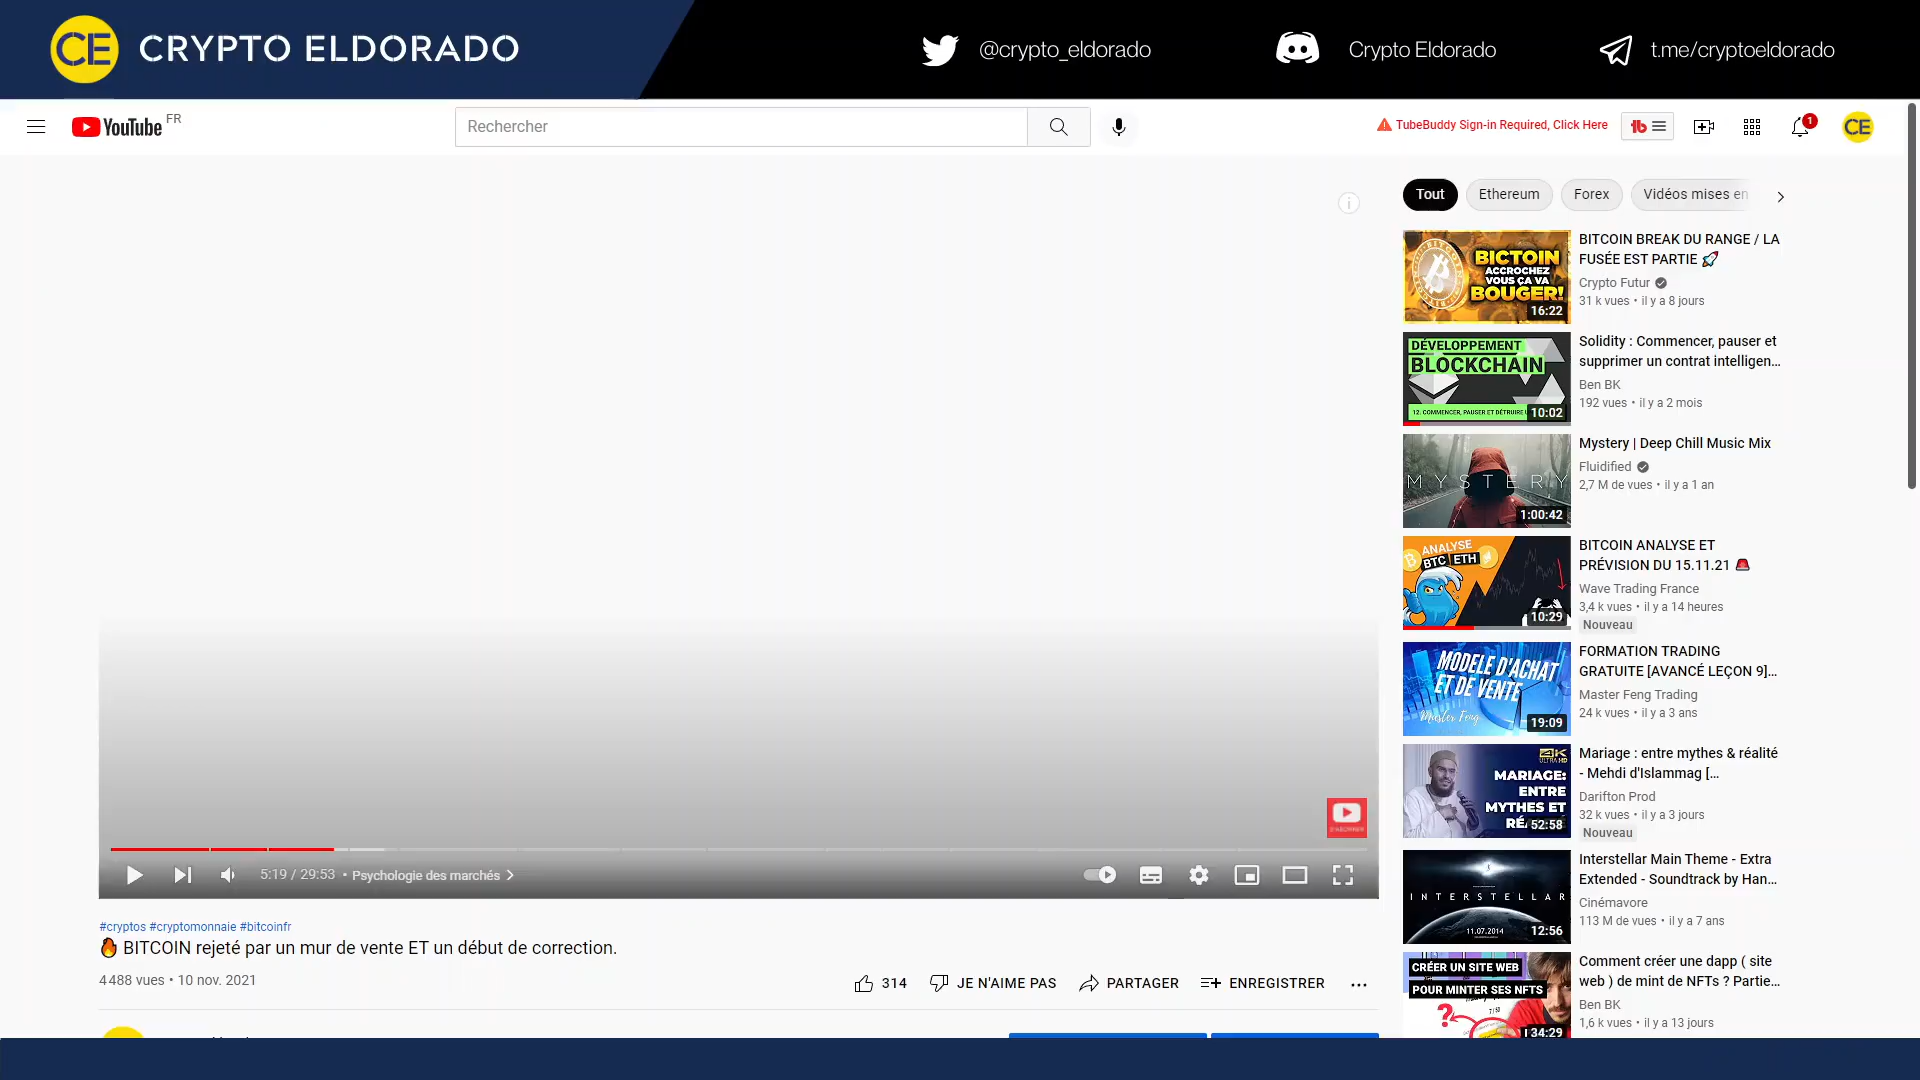 CE CRYPTO ELDORADO
@crypto_eldorado
Crypto Eldorado
t.me/cryptoeldorado
YouTube FR
Rechercher
TubeBuddy Sign-in Required, Click Here
tb
1
CE
Tout
Ethereum
Forex
Vidéos mises en
BICTOIN
ACCROCHEZ
VOUS ÇA VA
BOUGER!
16:22
BITCOIN BREAK DU RANGE / LA
FUSÉE EST PARTIE 🚀
Crypto Futur
31 k vues • il y a 8 jours
DÉVELOPPEMENT
BLOCKCHAIN
12. COMMENCER, PAUSER ET DÉTRUIRE
10:02
Solidity : Commencer, pauser et
supprimer un contrat intelligen...
Ben BK
192 vues • il y a 2 mois
MYSTERY
1:00:42
Mystery | Deep Chill Music Mix
Fluidified
2,7 M de vues • il y a 1 an
ANALYSE
BTC ETH
10:29
BITCOIN ANALYSE ET
PRÉVISION DU 15.11.21 🚨
Wave Trading France
3,4 k vues • il y a 14 heures
Nouveau
MODELE D'ACHAT
ET DE VENTE
Master Feng
19:09
FORMATION TRADING
GRATUITE [AVANCÉ LEÇON 9]...
Master Feng Trading
24 k vues • il y a 3 ans
4K
ULTRA HD
MARIAGE:
ENTRE
MYTHES ET
52:58
Mariage : entre mythes & réalité
- Mehdi d'Islammag [...
Darifton Prod
32 k vues • il y a 3 jours
Nouveau
INTERSTELLAR
11.07.2014
12:56
Interstellar Main Theme - Extra
Extended - Soundtrack by Han...
Cinémavore
113 M de vues • il y a 7 ans
CRÉER UN SITE WEB
POUR MINTER SES NFTS
7/50
34:29
Comment créer une dapp ( site
web ) de mint de NFTs ? Partie...
Ben BK
1,6 k vues • il y a 13 jours
5:19 / 29:53 • Psychologie des marchés
#cryptos #cryptomonnaie #bitcoinfr
🔥 BITCOIN rejeté par un mur de vente ET un début de correction.
4 488 vues • 10 nov. 2021
314
JE N'AIME PAS
PARTAGER
ENREGISTRER